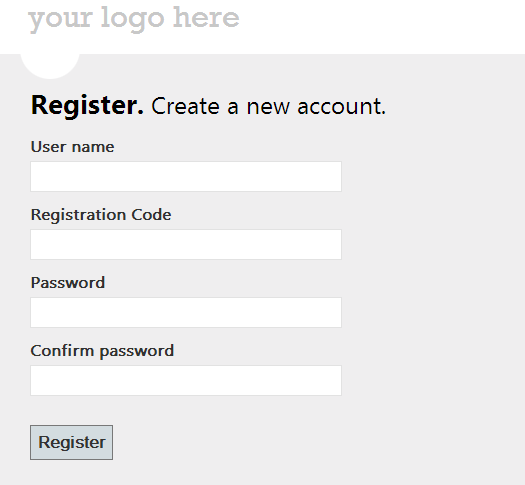 your logo here
Register. Create a new account.
User name
Registration Code
Password
Confirm password
Register